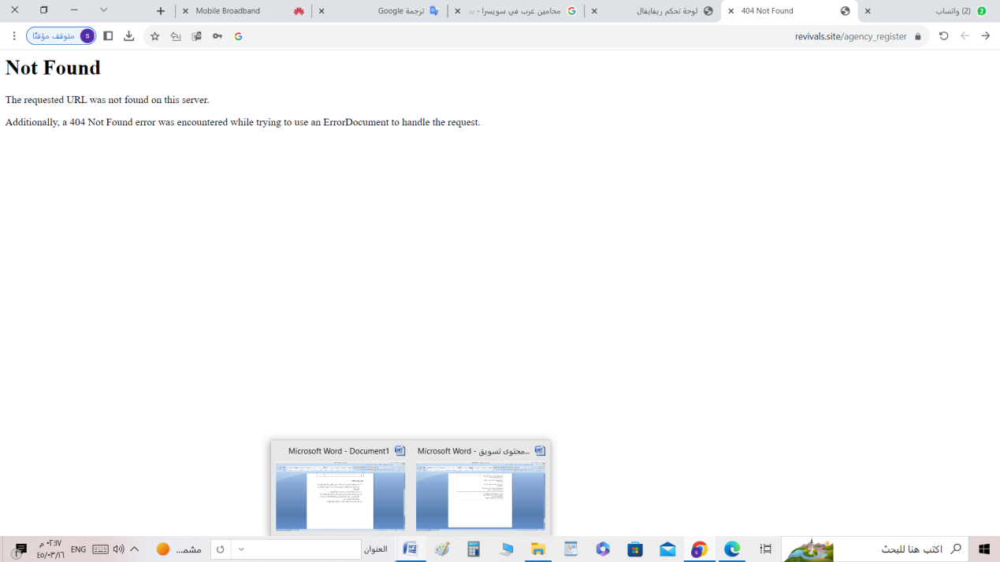 (2) واتساب
404 Not Found
لوحة تحكم ريفايفال
محامين عرب في سويسرا -
ترجمة Google
Mobile Broadband
revivals.site/agency_register
متوقف مؤقتًا
S
Not Found
The requested URL was not found on this server.
Additionally, a 404 Not Found error was encountered while trying to use an ErrorDocument to handle the request.
Microsoft Word - Document1
Microsoft Word - محتوى تسويق...
اكتب هنا للبحث
العنوان
مشمـ...
ENG
٠٢:١٧ م
٤٥/٠٣/١٦
1